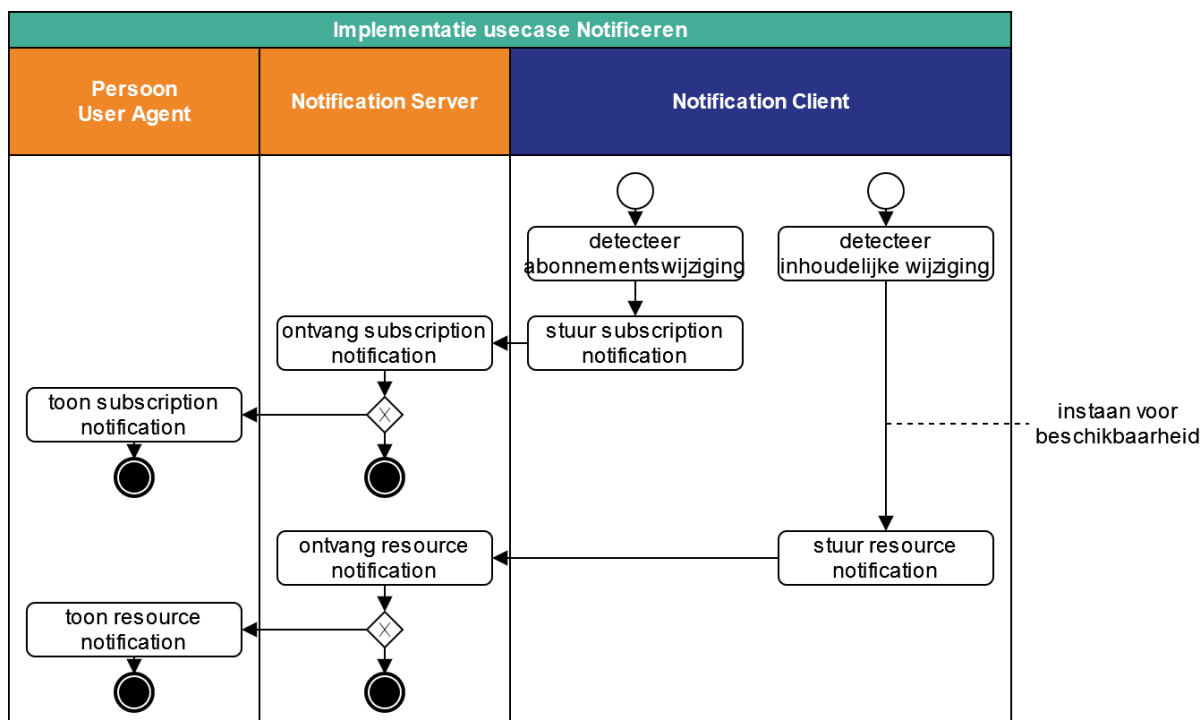 Implementatie usecase Notificeren
Persoon
User Agent
Notification Server
Notification Client
detecteer
abonnementswijziging
detecteer
inhoudelijke wijziging
ontvang subscription
notification
stuur subscription
notification
toon subscription
notification
X
instaan voor
beschikbaarheid
ontvang resource
notification
stuur resource
notification
toon resource
notification
X